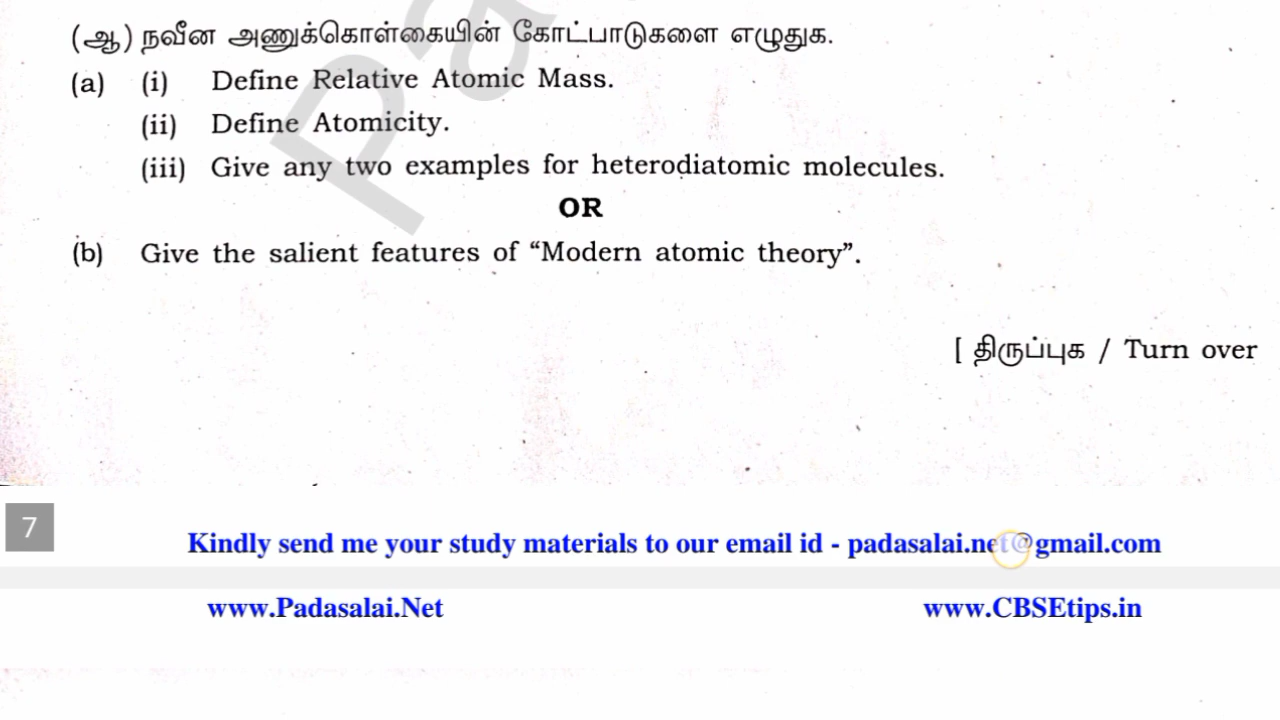 (ஆ) நவீன அணுக்கொள்கையின் கோட்பாடுகளை எழுதுக.
(a) (i) Define Relative Atomic Mass.
(ii) Define Atomicity.
(iii) Give any two examples for heterodiatomic molecules.
OR
(b) Give the salient features of “Modern atomic theory”.
[ திருப்புக / Turn over
7
Kindly send me your study materials to our email id - padasalai.net@gmail.com
www.Padasalai.Net www.CBSEtips.in